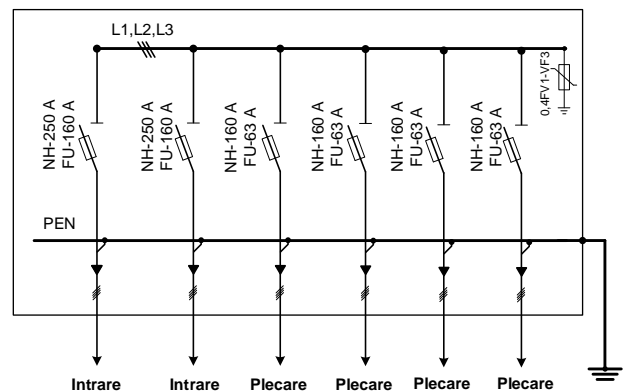 L1,L2,L3
0,4FV1-VF3
NH-250 A
FU-160 A
NH-250 A
FU-160 A
NH-160 A
FU-63 A
NH-160 A
FU-63 A
NH-160 A
FU-63 A
NH-160 A
FU-63 A
PEN
Intrare Intrare Plecare Plecare Plecare Plecare